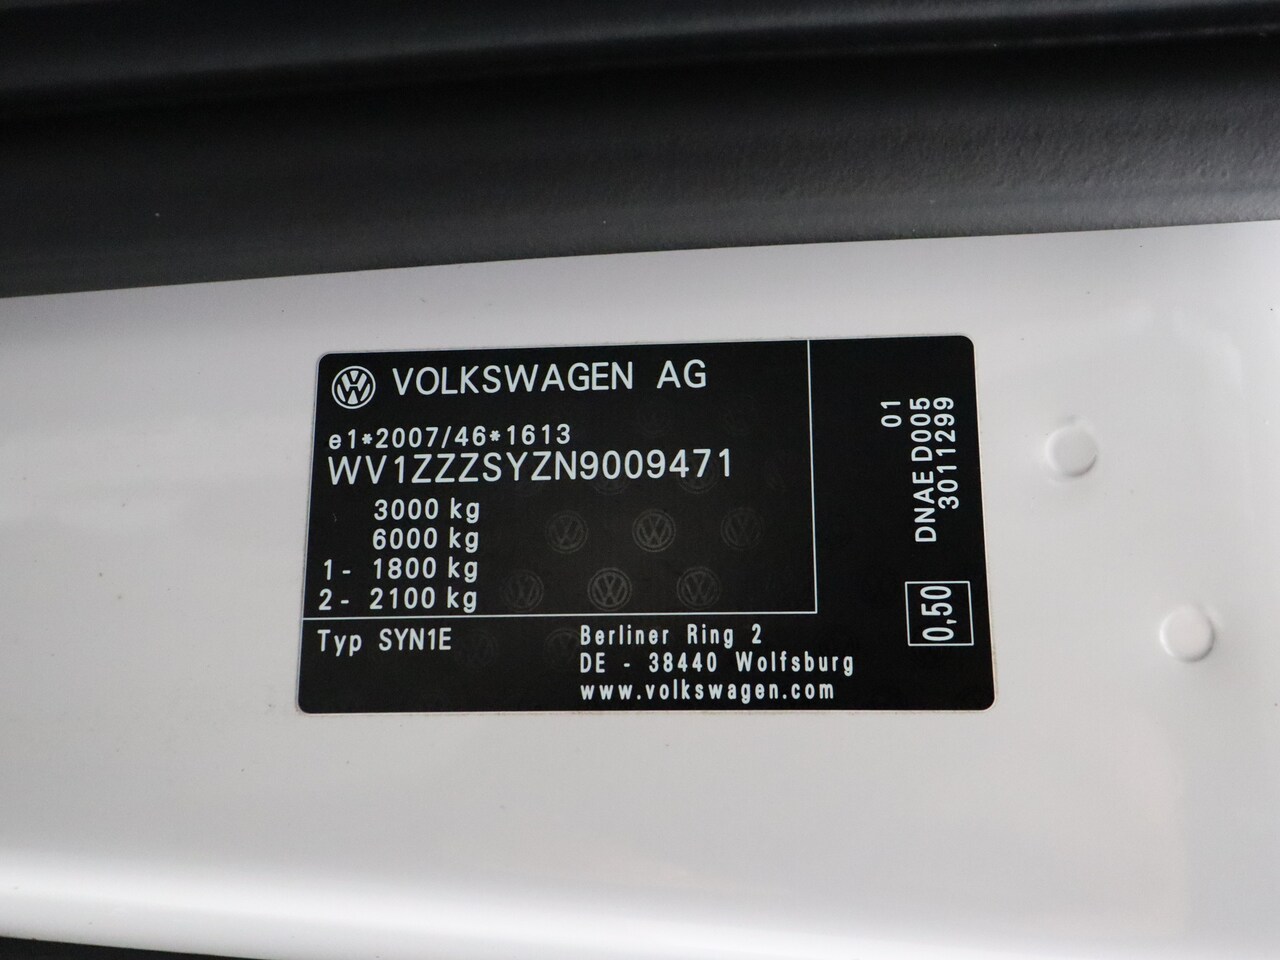 VOLKSWAGEN AG
e1*2007/46*1613
WV1ZZZSYZN9009471
3000 kg
6000 kg
1- 1800 kg
2- 2100 kg
Typ SYN1E
Berliner Ring 2
DE - 38440 Wolfsburg
www.volkswagen.com
01
DNAE D005
3011299
0,50